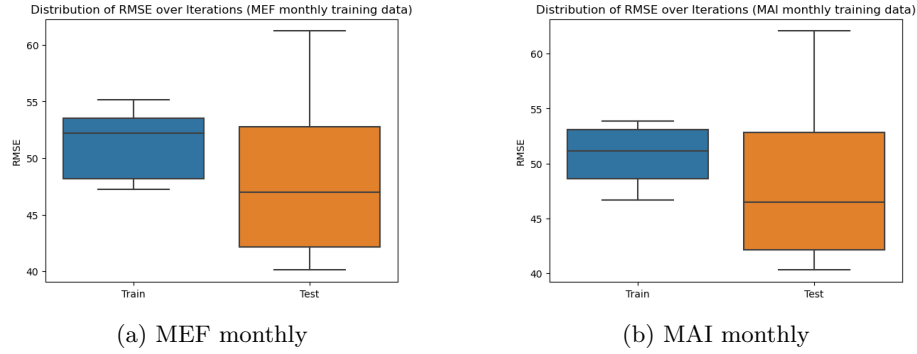 Distribution of RMSE over Iterations (MEF monthly training data)
60
55
50
45
40
RMSE
Train
Test
(a) MEF monthly
Distribution of RMSE over Iterations (MAI monthly training data)
60
55
50
45
40
RMSE
Train
Test
(b) MAI monthly